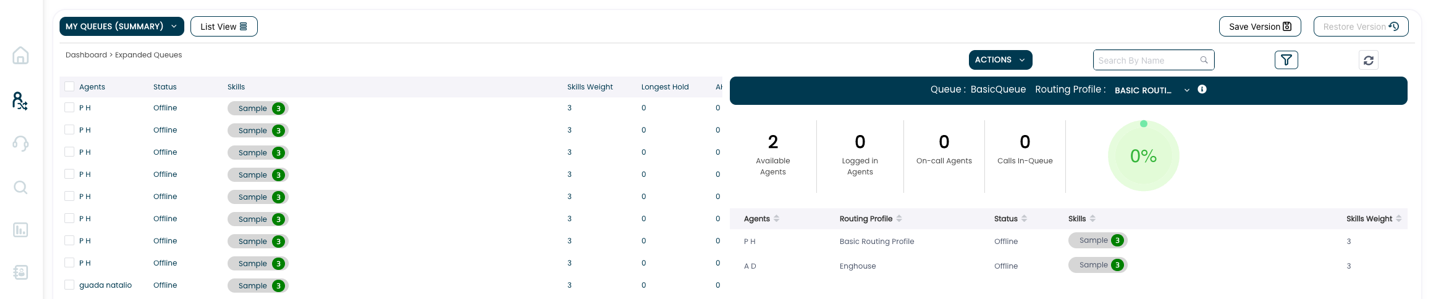 MY QUEUES (SUMMARY) List View Save Version Restore Version
Dashboard > Expanded Queues ACTIONS Search By Name
Agents Status Skills Skills Weight Longest Hold
P H Offline Sample 3 3 0 0
P H Offline Sample 3 3 0 0
P H Offline Sample 3 3 0 0
P H Offline Sample 3 3 0 0
P H Offline Sample 3 3 0 0
P H Offline Sample 3 3 0 0
P H Offline Sample 3 3 0 0
P H Offline Sample 3 3 0 0
guada natalio Offline Sample 3 3 0 0
Queue : BasicQueue Routing Profile : BASIC ROUTI...
2 Available Agents
0 Logged in Agents
0 On-call Agents
0 Calls In-Queue
0%
Agents Routing Profile Status Skills Skills Weight
P H Basic Routing Profile Offline Sample 3 3
A D Enghouse Offline Sample 3 3